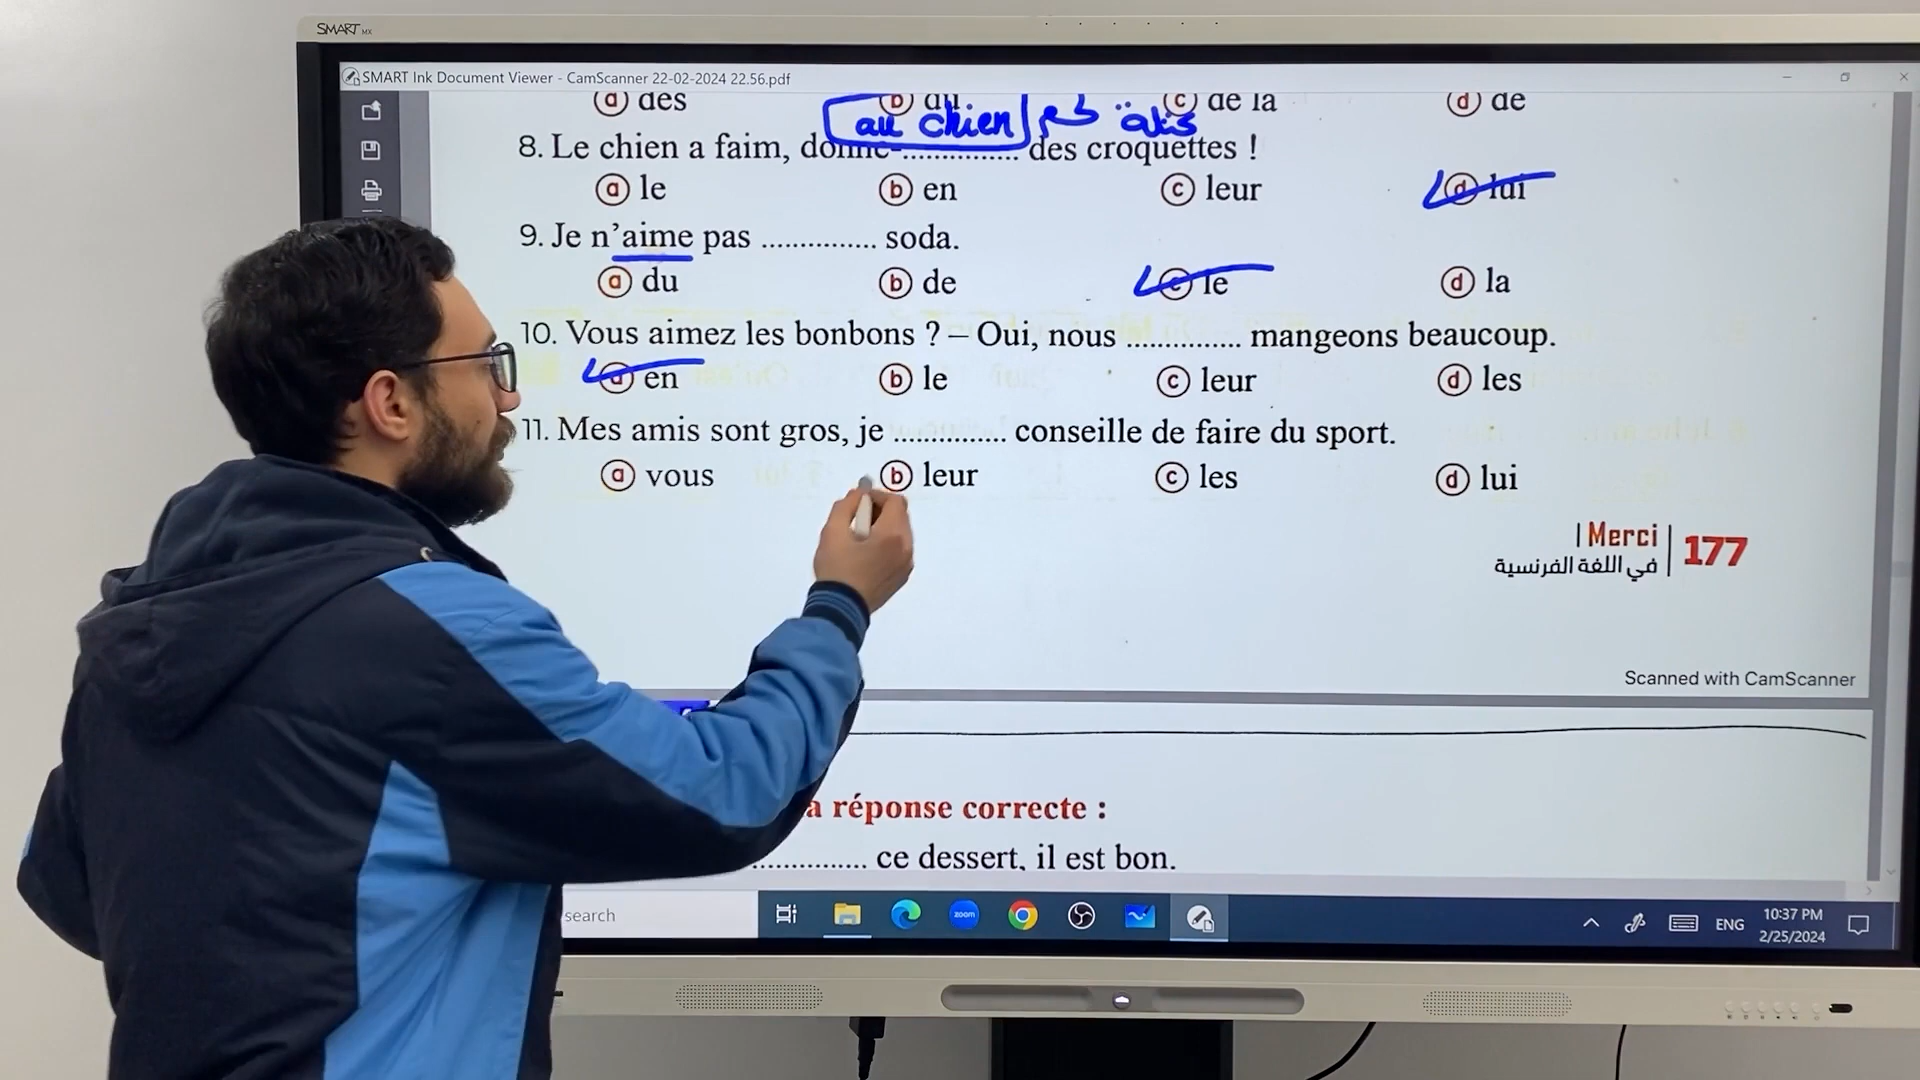 SMART MX
SMART Ink Document Viewer - CamScanner 22-02-2024 22.56.pdf
a des b du c de la d de
au chien
8. Le chien a faim, donne-............... des croquettes !
a le b en c leur d lui
9. Je n'aime pas ............... soda.
a du b de c le d la
10. Vous aimez les bonbons ? – Oui, nous ............... mangeons beaucoup.
a en b le c leur d les
11. Mes amis sont gros, je ............... conseille de faire du sport.
a vous b leur c les d lui
Merci
في اللغة الفرنسية
177
Scanned with CamScanner
a réponse correcte :
............... ce dessert, il est bon.
search
zoom
ENG
10:37 PM
2/25/2024